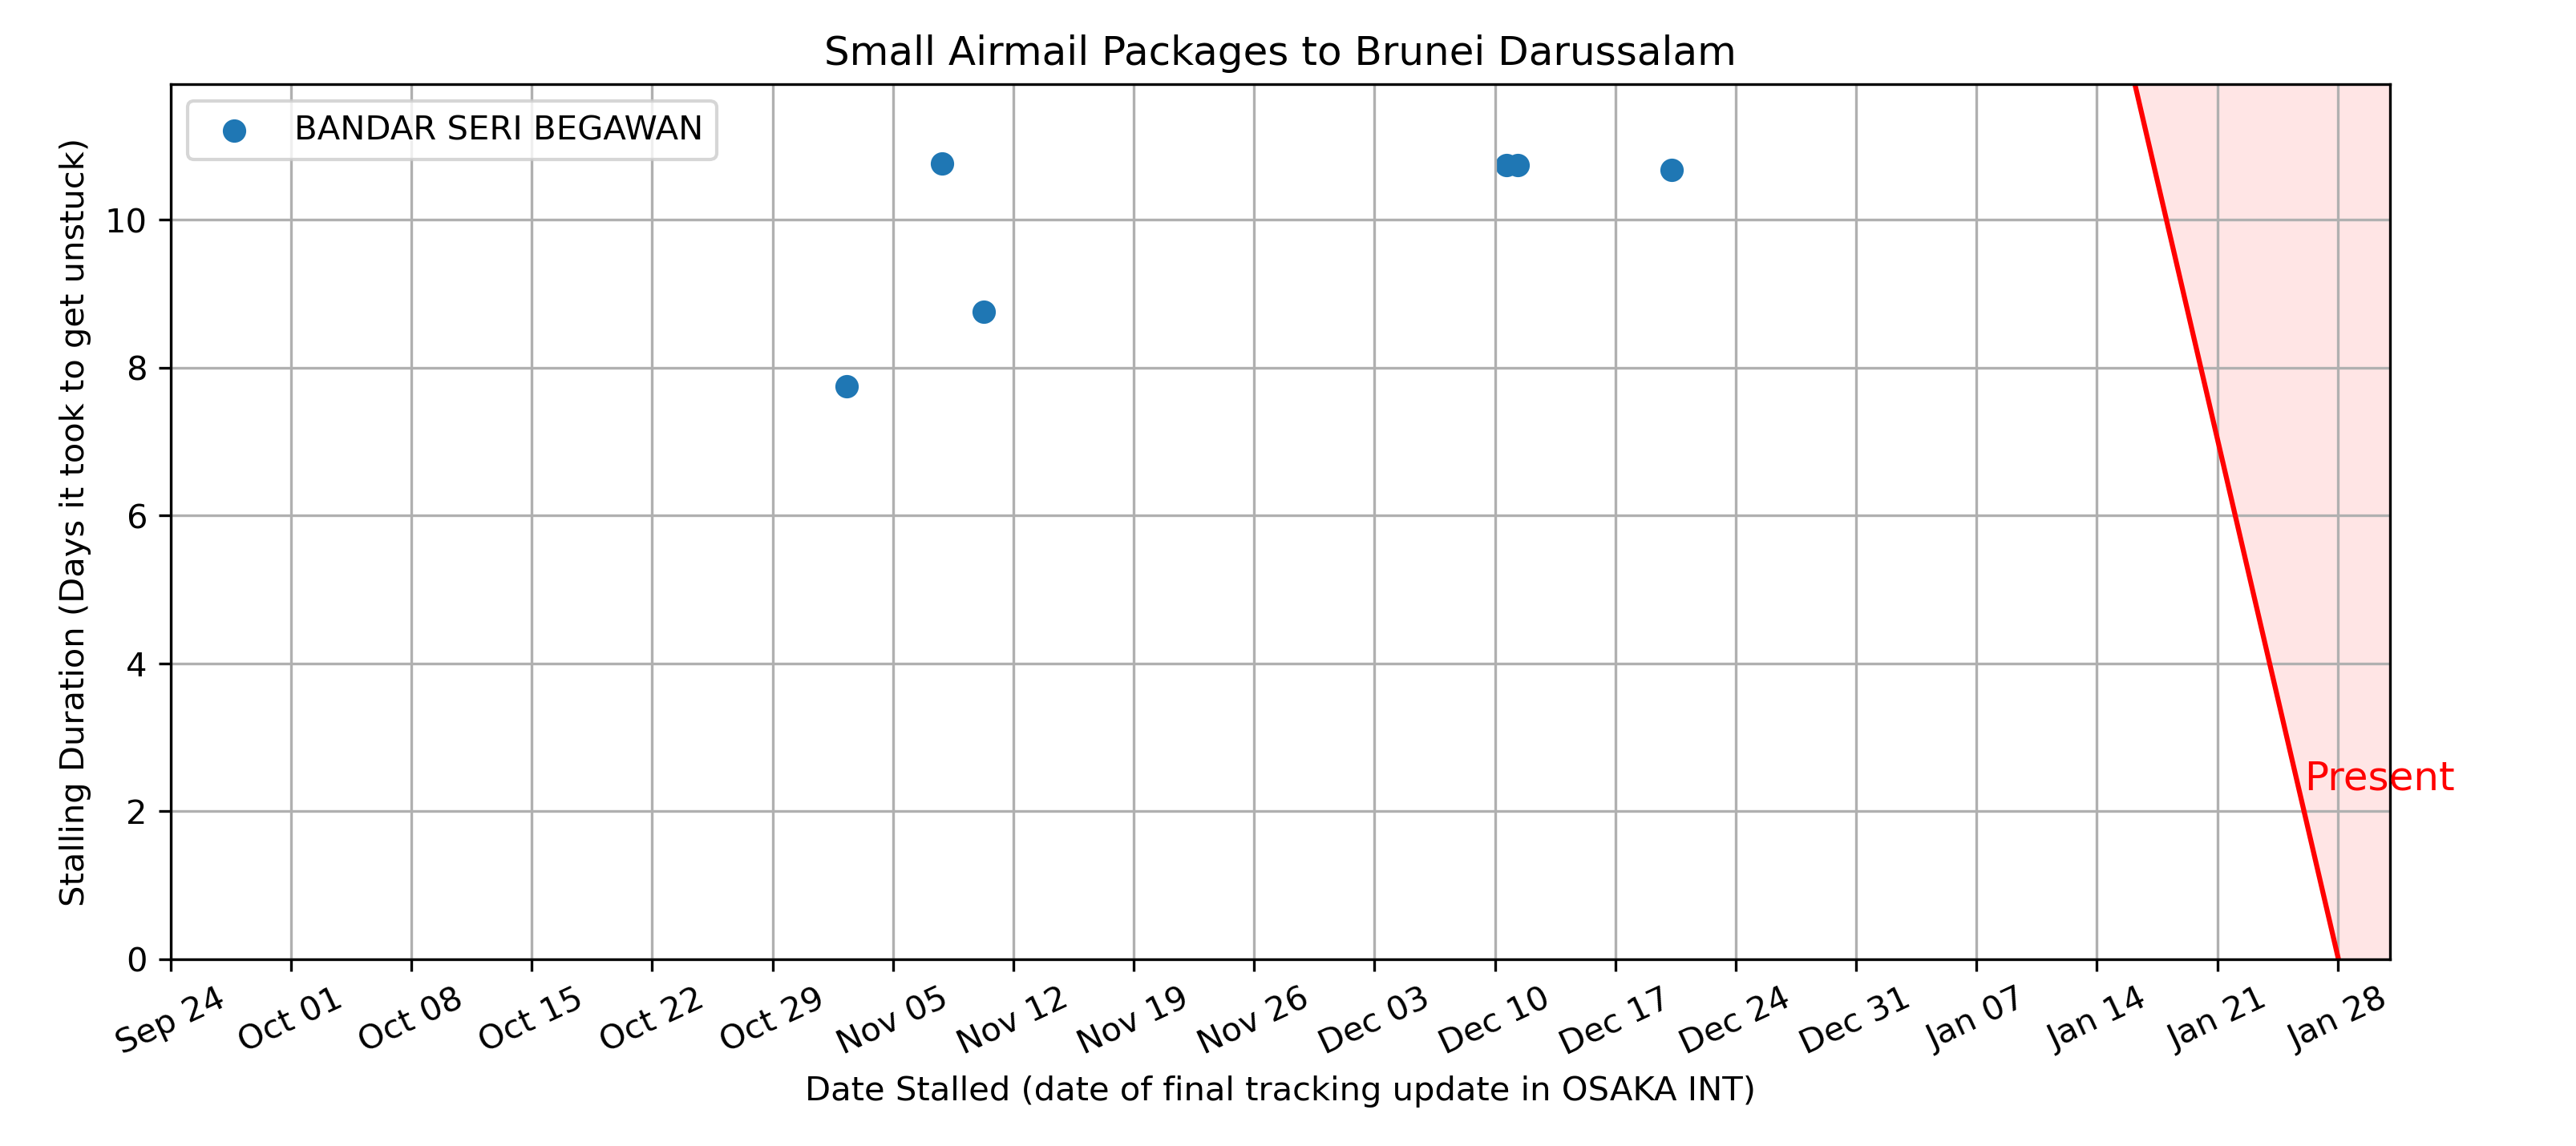 Small Airmail Packages to Brunei Darussalam
BANDAR SERI BEGAWAN
Stalling Duration (Days it took to get unstuck)
10
8
6
4
2
0
Present
Sep 24 Oct 01 Oct 08 Oct 15 Oct 22 Oct 29 Nov 05 Nov 12 Nov 19 Nov 26 Dec 03 Dec 10 Dec 17 Dec 24 Dec 31 Jan 07 Jan 14 Jan 21 Jan 28
Date Stalled (date of final tracking update in OSAKA INT)